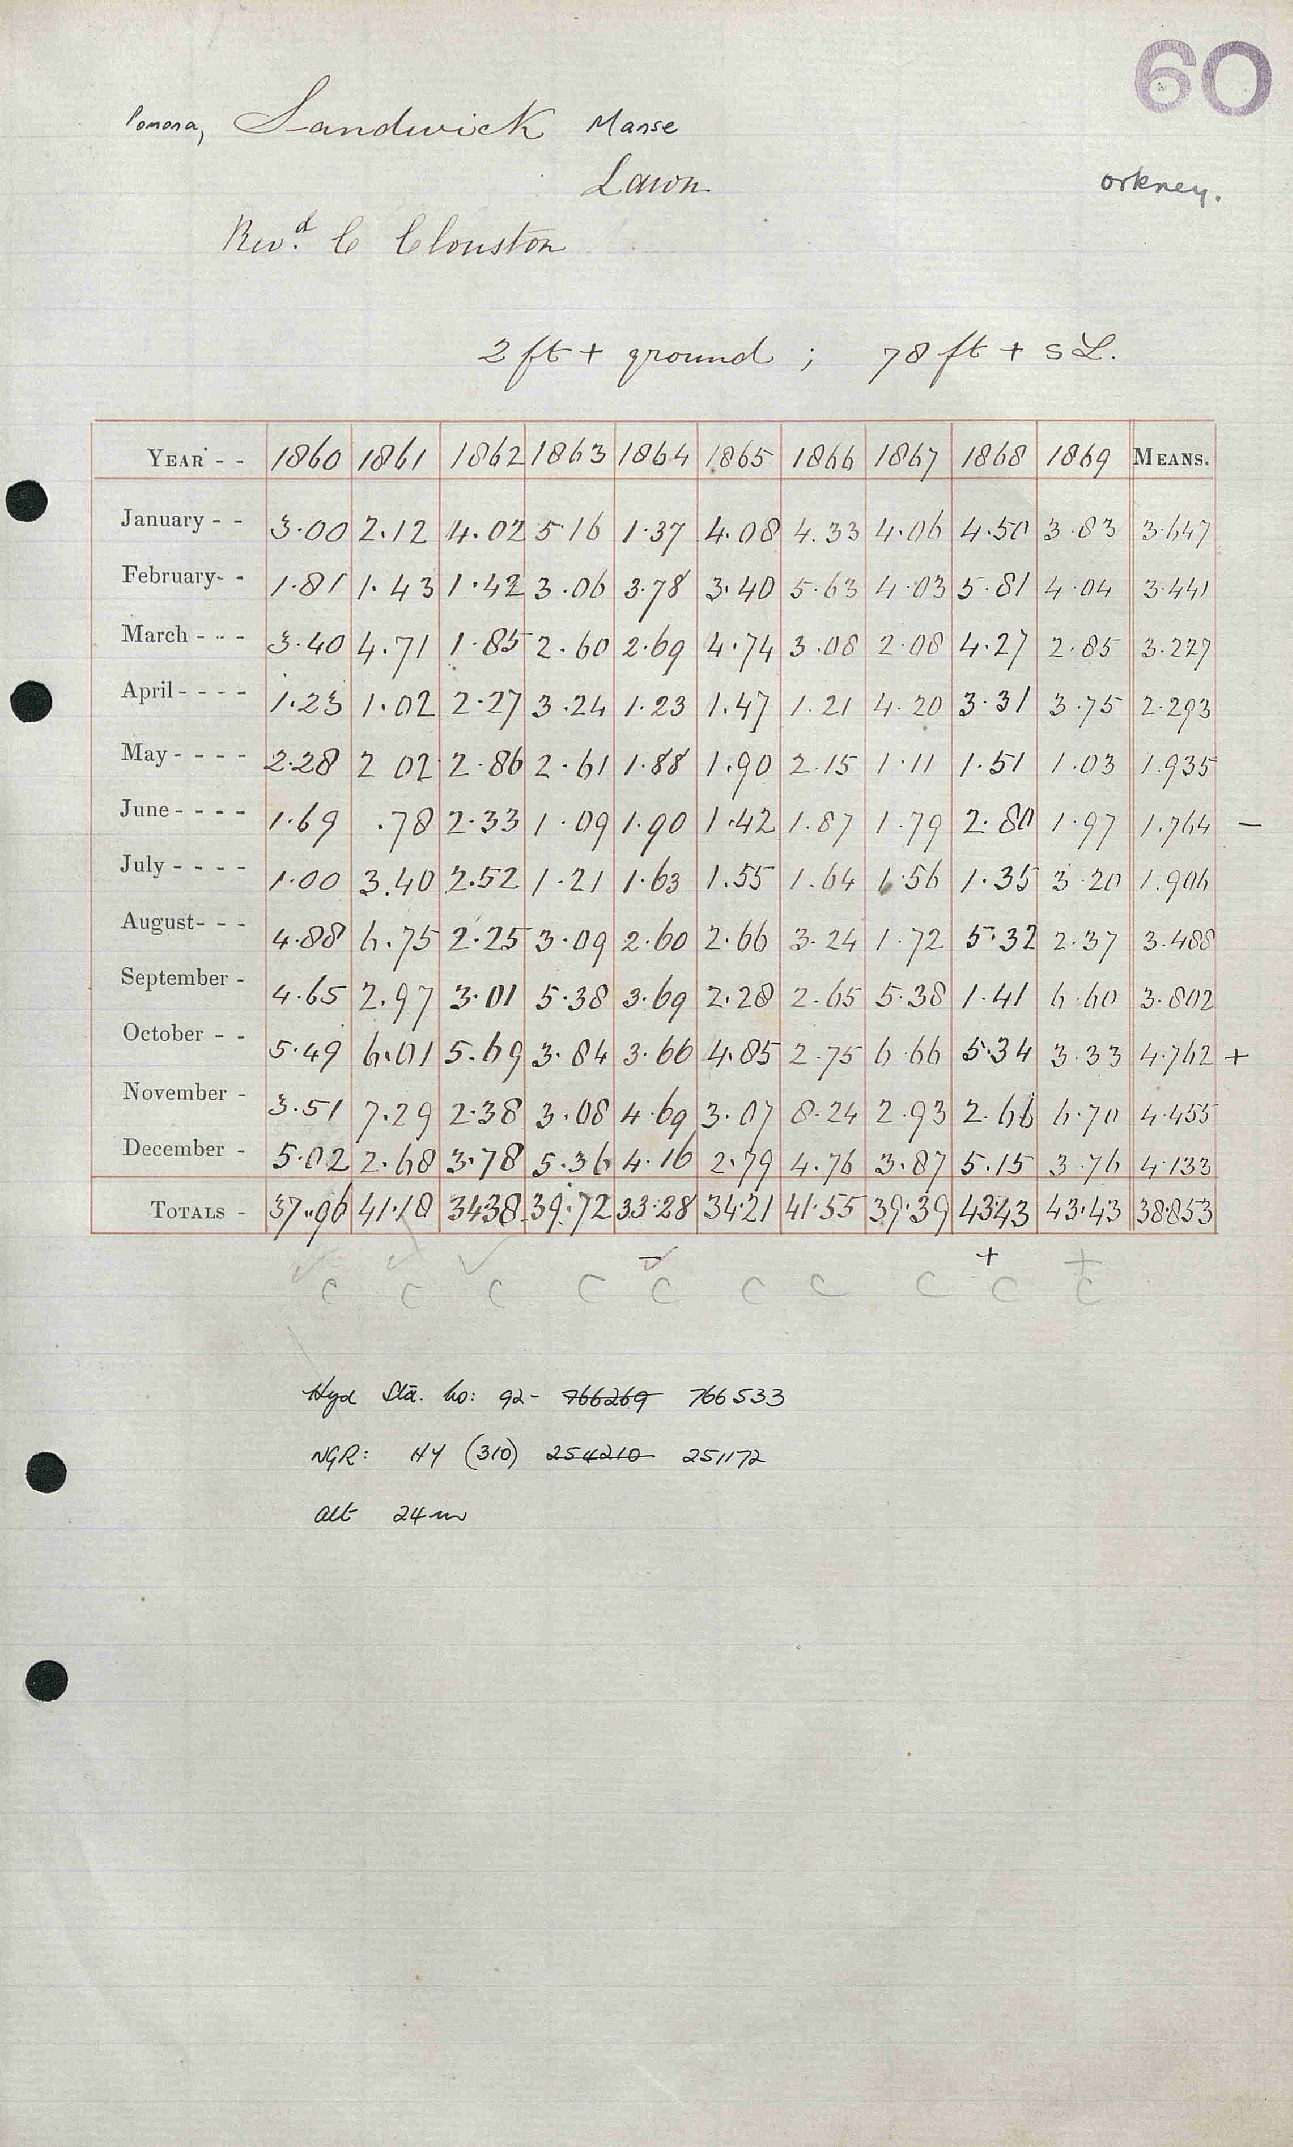 60
Pomona, Sandwick Manse
Lawn
orkney.
Revd. C Clouston
2 ft + ground ; 78 ft + S L.
YEAR - - 1860 1861 1862 1863 1864 1865 1866 1867 1868 1869 MEANS.
January - - 3.00 2.12 4.02 5.16 1.37 4.08 4.33 4.06 4.50 3.83 3.647
February- - 1.81 1.43 1.42 3.06 3.78 3.40 5.63 4.03 5.81 4.04 3.441
March - - - 3.40 4.71 1.85 2.60 2.69 4.74 3.08 2.08 4.27 2.85 3.227
April - - - - 1.23 1.02 2.27 3.24 1.23 1.47 1.21 4.20 3.31 3.75 2.293
May - - - - 2.28 2 02 2.86 2.61 1.88 1.90 2.15 1.11 1.51 1.03 1.935
June - - - - 1.69 .78 2.33 1.09 1.90 1.42 1.87 1.79 2.80 1.97 1.764 —
July - - - - 1.00 3.40 2.52 1.21 1.63 1.55 1.64 1.56 1.35 3.20 1.906
August- - - 4.88 6.75 2.25 3.09 2.60 2.66 3.24 1.72 5.32 2.37 3.488
September - 4.65 2.97 3.01 5.38 3.69 2.28 2.65 5.38 1.41 6.60 3.802
October - - 5.49 6.01 5.69 3.84 3.66 4.85 2.75 6.66 5.34 3.33 4.762 +
November - 3.51 7.29 2.38 3.08 4.69 3.07 8.24 2.93 2.66 6.70 4.455
December - 5.02 2.68 3.78 5.36 4.16 2.79 4.76 3.87 5.15 3.76 4.133
TOTALS - 37.96 41.18 34.38 39.72 33.28 34.21 41.55 39.39 43.43 43.43 38.853
— + +
C C C C C C C C C C
Hyd Sta. No: 92- 766269 766533
NGR: HY (310) 254210 251172
alt 24 m